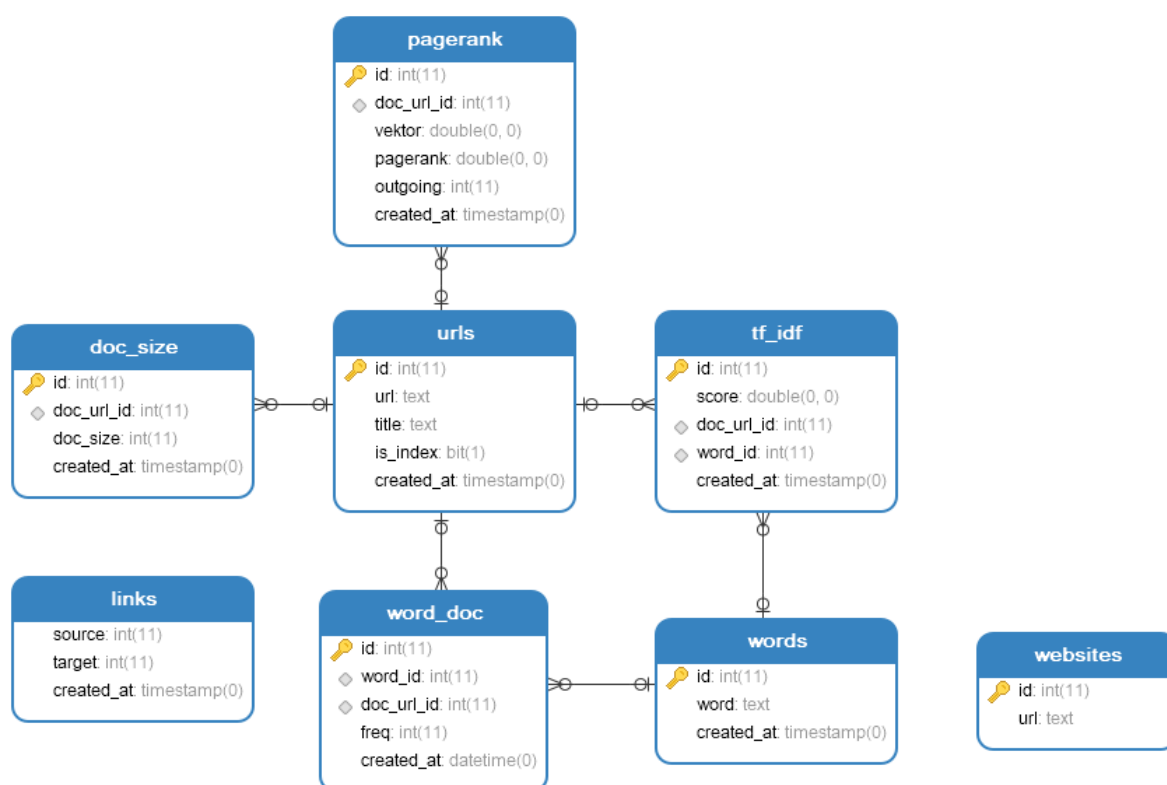 pagerank
id: int(11)
doc_url_id: int(11)
vektor: double(0, 0)
pagerank: double(0, 0)
outgoing: int(11)
created_at: timestamp(0)
doc_size
id: int(11)
doc_url_id: int(11)
doc_size: int(11)
created_at: timestamp(0)
urls
id: int(11)
url: text
title: text
is_index: bit(1)
created_at: timestamp(0)
tf_idf
id: int(11)
score: double(0, 0)
doc_url_id: int(11)
word_id: int(11)
created_at: timestamp(0)
links
source: int(11)
target: int(11)
created_at: timestamp(0)
word_doc
id: int(11)
word_id: int(11)
doc_url_id: int(11)
freq: int(11)
created_at: datetime(0)
words
id: int(11)
word: text
created_at: timestamp(0)
websites
id: int(11)
url: text